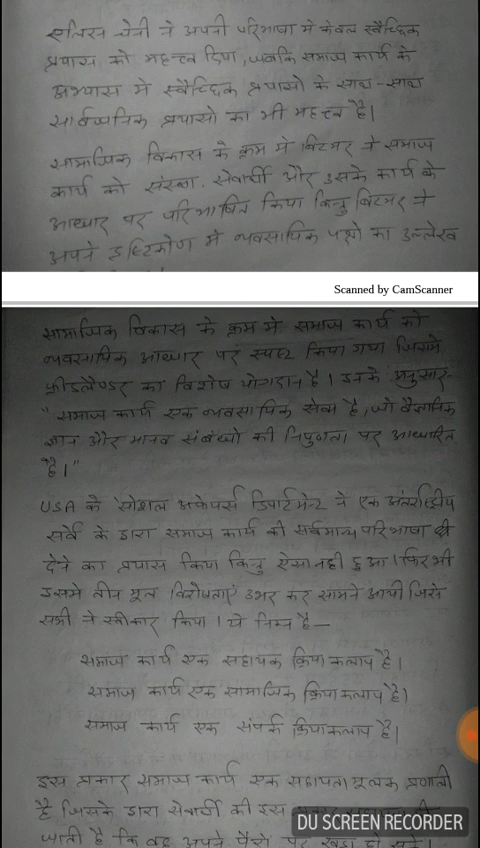 एलिस चेनी ने अपनी परिभाषा में केवल स्वैच्छिक
प्रयास को महत्त्व दिया, जबकि समाज कार्य के
अभ्यास में स्वैच्छिक प्रयासों के साथ-साथ
सार्वजनिक प्रयासों का भी महत्त्व है।
सामाजिक विकास के क्रम में विटमर ने समाज
कार्य को संस्था, सेवार्थी और उसके कार्य के
आधार पर परिभाषित किया किन्तु विटमर ने
अपने दृष्टिकोण में व्यवसायिक पक्षों का उल्लेख
Scanned by CamScanner
सामाजिक विकास के क्रम में समाज कार्य को
व्यवसायिक आधार पर स्पष्ट किया गया जिसमें
फ्रीडलैण्डर का विशेष योगदान है। इनके अनुसार-
" समाज कार्य एक व्यवसायिक सेवा है, जो वैज्ञानिक
ज्ञान और मानव संबंधों की निपुणता पर आधारित
है।"
USA के सोशल अफेयर्स डिपार्टमेन्ट ने एक अंतर्राष्ट्रीय
सर्वे के द्वारा समाज कार्य की सर्वमान्य परिभाषा
देने का प्रयास किया किन्तु ऐसा नहीं हुआ। फिर भी
इसमें तीन मूल विशेषताएं उभर कर सामने आयी जिसे
सभी ने स्वीकार किया। ये निम्न है—
समाज कार्य एक सहायक क्रियाकलाप है।
समाज कार्य एक सामाजिक क्रियाकलाप है।
समाज कार्य एक संपर्क क्रियाकलाप है।
इस प्रकार समाज कार्य एक सहायता मूलक प्रणाली
है जिसके द्वारा सेवार्थी की इस
जाती है कि वह अपने पैरों पर खड़ा हो सके।
DU SCREEN RECORDER